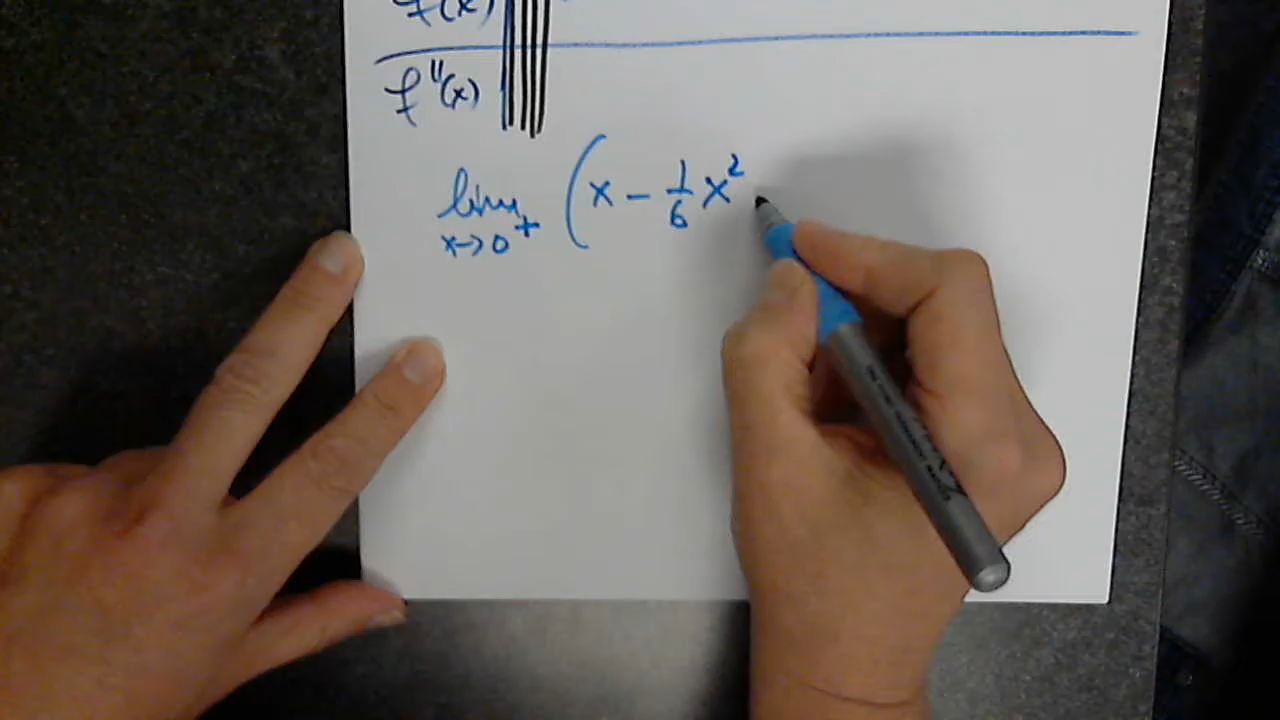 f'(x)
f''(x)
lim x→0⁺ (x - 1/6 x²